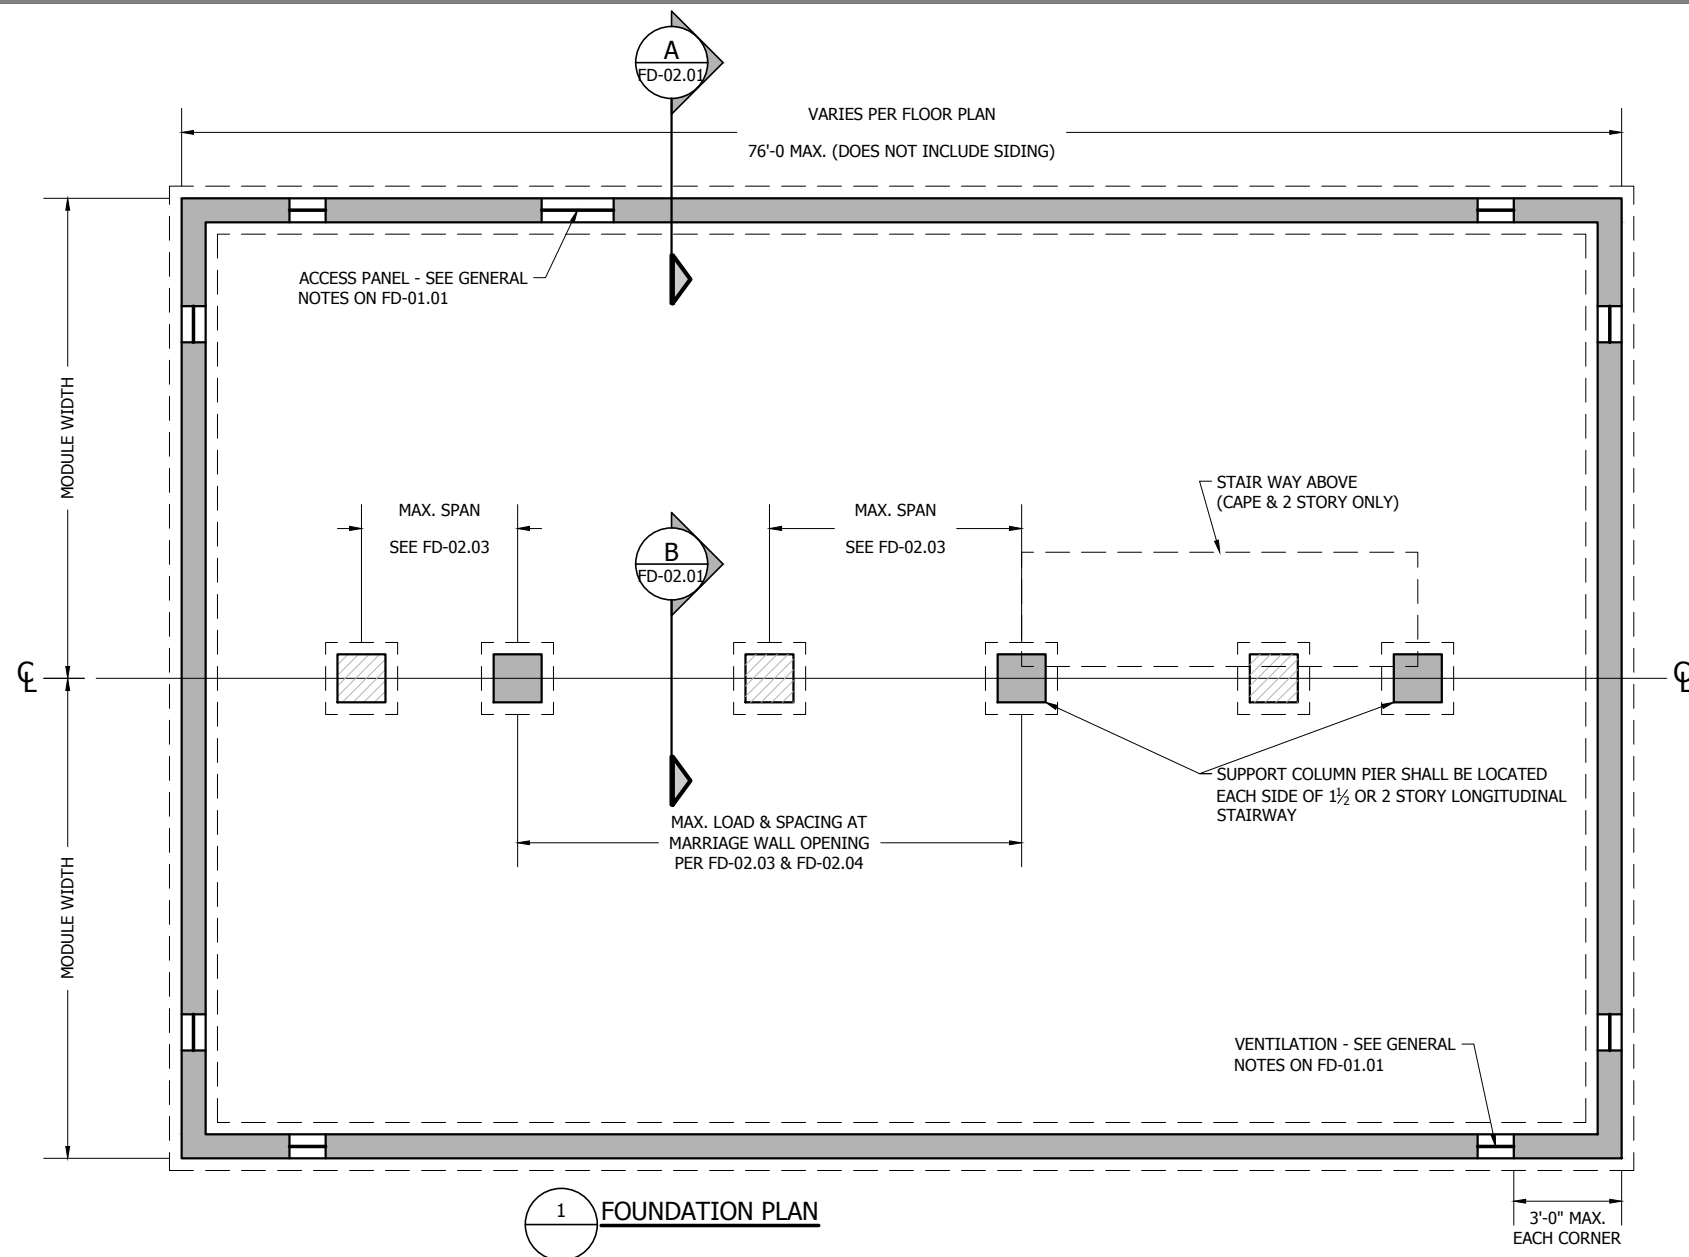 A
FD-02.01
VARIES PER FLOOR PLAN
76'-0 MAX. (DOES NOT INCLUDE SIDING)
ACCESS PANEL - SEE GENERAL
NOTES ON FD-01.01
MODULE WIDTH
MAX. SPAN
SEE FD-02.03
B
FD-02.01
MAX. SPAN
SEE FD-02.03
STAIR WAY ABOVE
(CAPE & 2 STORY ONLY)
℄
℄
SUPPORT COLUMN PIER SHALL BE LOCATED
EACH SIDE OF 1½ OR 2 STORY LONGITUDINAL
STAIRWAY
MAX. LOAD & SPACING AT
MARRIAGE WALL OPENING
PER FD-02.03 & FD-02.04
MODULE WIDTH
VENTILATION - SEE GENERAL
NOTES ON FD-01.01
1
FOUNDATION PLAN
3'-0" MAX.
EACH CORNER